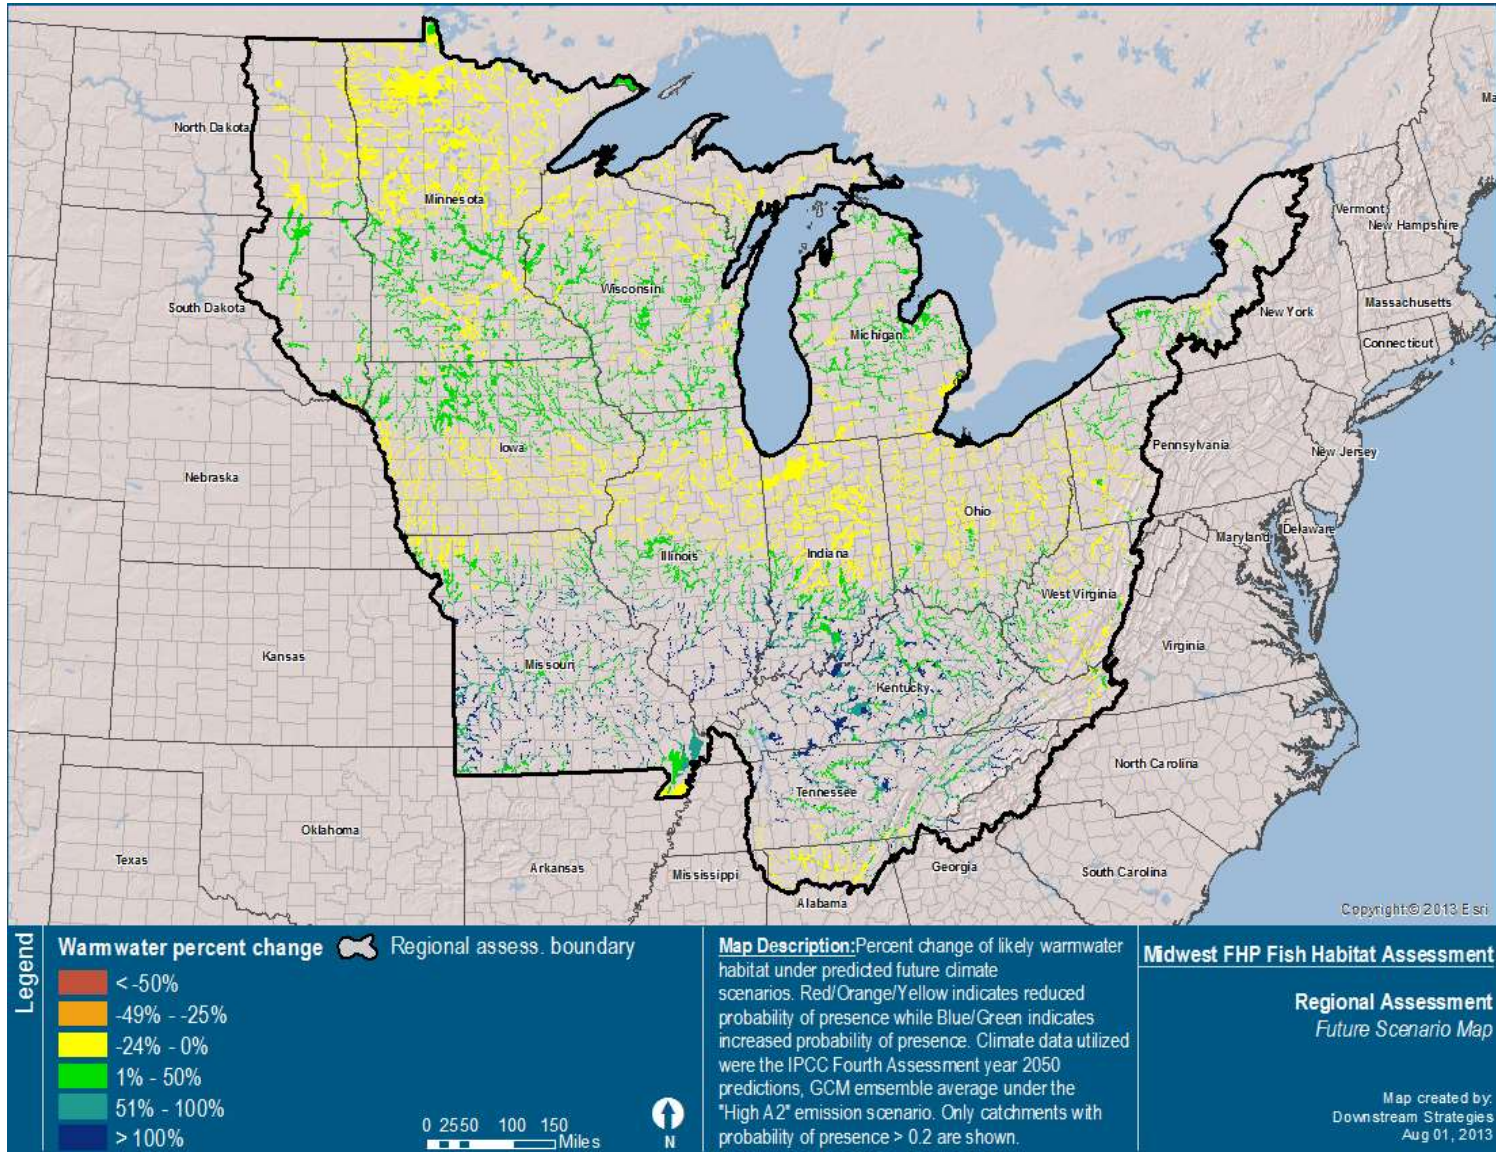 Ma
North Dakota
Minnesota
Vermont
New Hampshire
South Dakota
Wisconsin
Michigan
New York
Massachusetts
Connecticut
Iowa
Pennsylvania
New Jersey
Nebraska
Ohio
Illinois
Indiana
Maryland
Delaware
West Virginia
Kansas
Missouri
Virginia
Kentucky
North Carolina
Tennessee
Oklahoma
Texas
Arkansas
Mississippi
Georgia
South Carolina
Alabama
Copyright:© 2013 Esri
Legend
Warmwater percent change
Regional assess. boundary
< -50%
-49% - -25%
-24% - 0%
1% - 50%
51% - 100%
> 100%
0 25 50 100 150
Miles
N
Map Description:Percent change of likely warmwater
habitat under predicted future climate
scenarios. Red/Orange/Yellow indicates reduced
probability of presence while Blue/Green indicates
increased probability of presence. Climate data utilized
were the IPCC Fourth Assessment year 2050
predictions, GCM emsemble average under the
"High A2" emission scenario. Only catchments with
probability of presence > 0.2 are shown.
Midwest FHP Fish Habitat Assessment
Regional Assessment
Future Scenario Map
Map created by:
Downstream Strategies
Aug 01, 2013